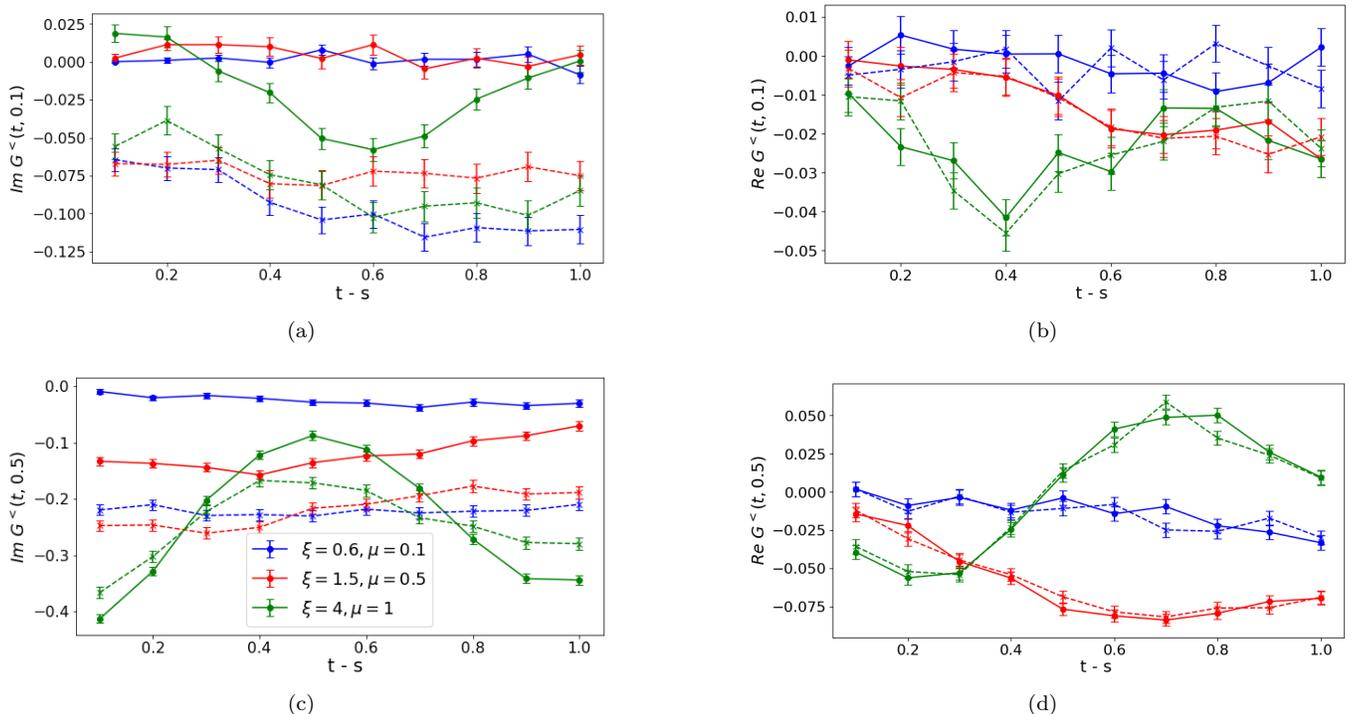 0.025
0.000
−0.025
−0.050
−0.075
−0.100
−0.125
Im G^<(t, 0.1)
0.2 0.4 0.6 0.8 1.0
t - s
(a)
0.01
0.00
−0.01
−0.02
−0.03
−0.04
−0.05
Re G^<(t, 0.1)
0.2 0.4 0.6 0.8 1.0
t - s
(b)
0.0
−0.1
−0.2
−0.3
−0.4
Im G^<(t, 0.5)
ξ = 0.6, μ = 0.1
ξ = 1.5, μ = 0.5
ξ = 4, μ = 1
0.2 0.4 0.6 0.8 1.0
t - s
(c)
0.050
0.025
0.000
−0.025
−0.050
−0.075
Re G^<(t, 0.5)
0.2 0.4 0.6 0.8 1.0
t - s
(d)